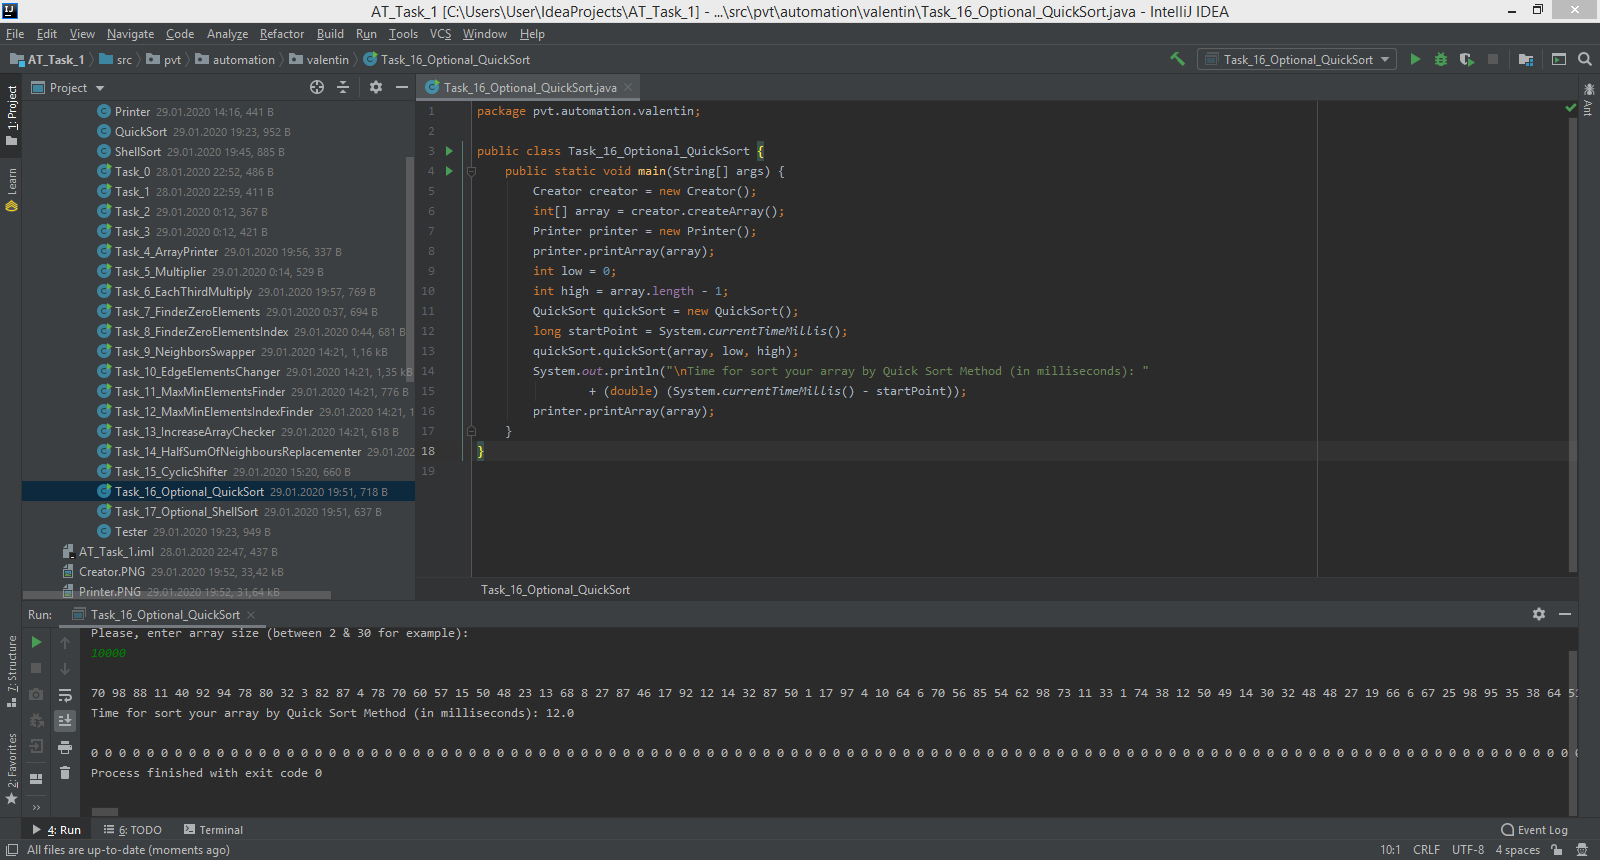 AT_Task_1 [C:\Users\User\IdeaProjects\AT_Task_1] - ...\src\pvt\automation\valentin\Task_16_Optional_QuickSort.java - IntelliJ IDEA
File Edit View Navigate Code Analyze Refactor Build Run Tools VCS Window Help
AT_Task_1 src pvt automation valentin Task_16_Optional_QuickSort
Task_16_Optional_QuickSort
Project
Task_16_Optional_QuickSort.java
1: Project
Learn
Ant
Printer 29.01.2020 14:16, 441 B
QuickSort 29.01.2020 19:23, 952 B
ShellSort 29.01.2020 19:45, 885 B
Task_0 28.01.2020 22:52, 486 B
Task_1 28.01.2020 22:59, 411 B
Task_2 29.01.2020 0:12, 367 B
Task_3 29.01.2020 0:12, 421 B
Task_4_ArrayPrinter 29.01.2020 19:56, 337 B
Task_5_Multiplier 29.01.2020 0:14, 529 B
Task_6_EachThirdMultiply 29.01.2020 19:57, 769 B
Task_7_FinderZeroElements 29.01.2020 0:37, 694 B
Task_8_FinderZeroElementsIndex 29.01.2020 0:44, 681 B
Task_9_NeighborsSwapper 29.01.2020 14:21, 1,16 kB
Task_10_EdgeElementsChanger 29.01.2020 14:21, 1,35 kB
Task_11_MaxMinElementsFinder 29.01.2020 14:21, 776 B
Task_12_MaxMinElementsIndexFinder 29.01.2020 14:21, 1
Task_13_IncreaseArrayChecker 29.01.2020 14:21, 618 B
Task_14_HalfSumOfNeighboursReplacementer 29.01.202
Task_15_CyclicShifter 29.01.2020 15:20, 660 B
Task_16_Optional_QuickSort 29.01.2020 19:51, 718 B
Task_17_Optional_ShellSort 29.01.2020 19:51, 637 B
Tester 29.01.2020 19:23, 949 B
AT_Task_1.iml 28.01.2020 22:47, 437 B
Creator.PNG 29.01.2020 19:52, 33,42 kB
Printer.PNG 29.01.2020 19:52, 31,64 kB
1 package pvt.automation.valentin;
2
3 public class Task_16_Optional_QuickSort {
4 public static void main(String[] args) {
5 Creator creator = new Creator();
6 int[] array = creator.createArray();
7 Printer printer = new Printer();
8 printer.printArray(array);
9 int low = 0;
10 int high = array.length - 1;
11 QuickSort quickSort = new QuickSort();
12 long startPoint = System.currentTimeMillis();
13 quickSort.quickSort(array, low, high);
14 System.out.println("\nTime for sort your array by Quick Sort Method (in milliseconds): "
15 + (double) (System.currentTimeMillis() - startPoint));
16 printer.printArray(array);
17 }
18 }
19
Task_16_Optional_QuickSort
Run: Task_16_Optional_QuickSort
7: Structure
2: Favorites
Please, enter array size (between 2 & 30 for example):
10000
70 98 88 11 40 92 94 78 80 32 3 82 87 4 78 70 60 57 15 50 48 23 13 68 8 27 87 46 17 92 12 14 32 87 50 1 17 97 4 10 64 6 70 56 85 54 62 98 73 11 33 1 74 38 12 50 49 14 30 32 48 48 27 19 66 6 67 25 98 95 35 38 64
Time for sort your array by Quick Sort Method (in milliseconds): 12.0
0 0 0 0 0 0 0 0 0 0 0 0 0 0 0 0 0 0 0 0 0 0 0 0 0 0 0 0 0 0 0 0 0 0 0 0 0 0 0 0 0 0 0 0 0 0 0 0 0 0 0 0 0 0 0 0 0 0 0 0 0 0 0 0 0 0 0 0 0 0 0 0 0 0 0 0 0 0 0 0 0 0 0 0 0 0 0 0 0 0 0 0 0 0 0 0 0 0 0 0 0 0 0 0 0 0 0
Process finished with exit code 0
4: Run 6: TODO Terminal Event Log
All files are up-to-date (moments ago) 10:1 CRLF UTF-8 4 spaces